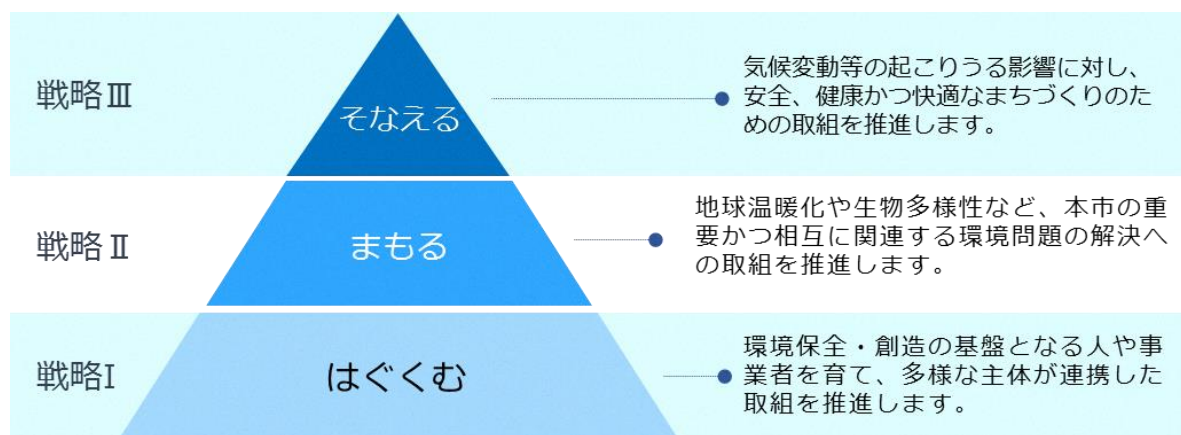 戦略Ⅲ
そなえる
気候変動等の起こりうる影響に対し、
安全、健康かつ快適なまちづくりのた
めの取組を推進します。
戦略Ⅱ
まもる
地球温暖化や生物多様性など、本市の重
要かつ相互に関連する環境問題の解決へ
の取組を推進します。
戦略Ⅰ
はぐくむ
環境保全・創造の基盤となる人や事
業者を育て、多様な主体が連携した
取組を推進します。